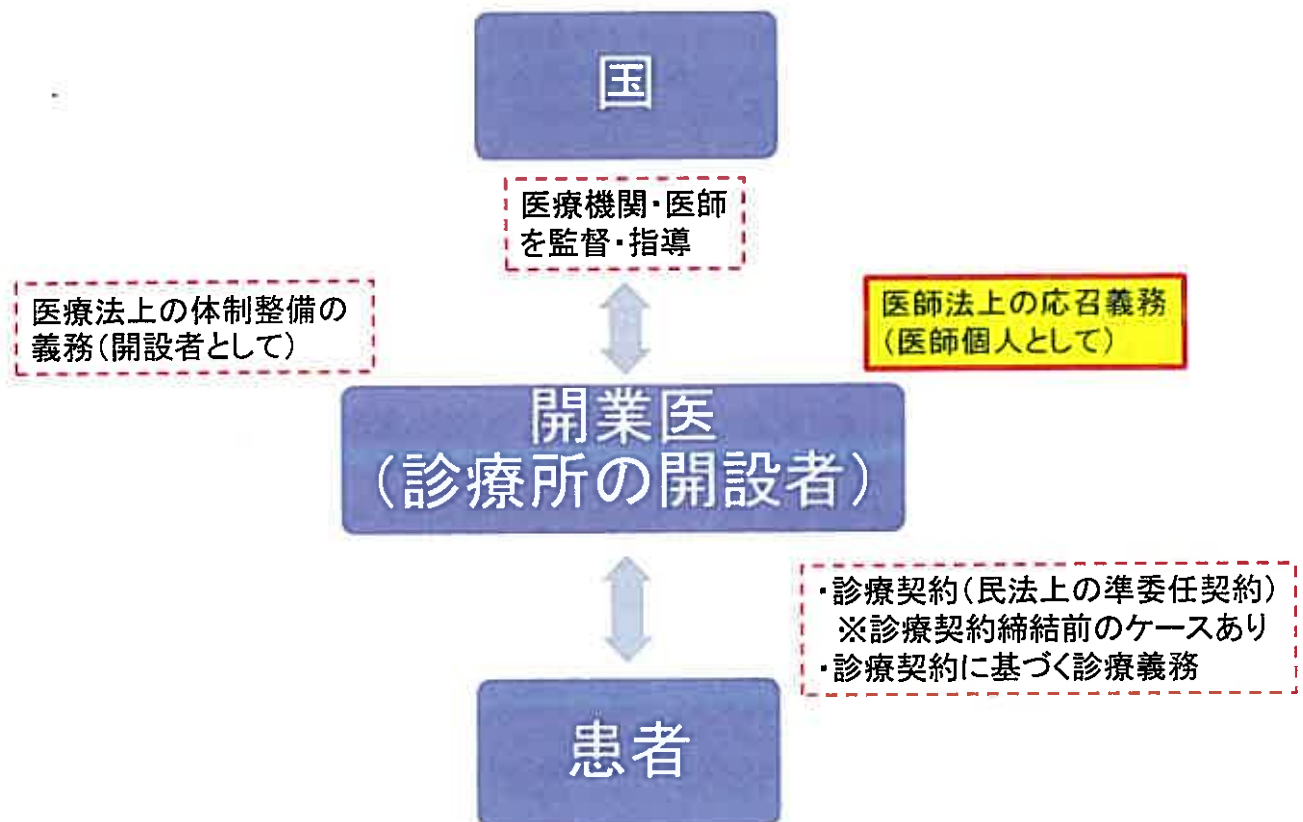 国
医療機関・医師
を監督・指導
医療法上の体制整備の
義務(開設者として)
医師法上の応召義務
(医師個人として)
開業医
(診療所の開設者)
・診療契約(民法上の準委任契約)
※診療契約締結前のケースあり
・診療契約に基づく診療義務
患者